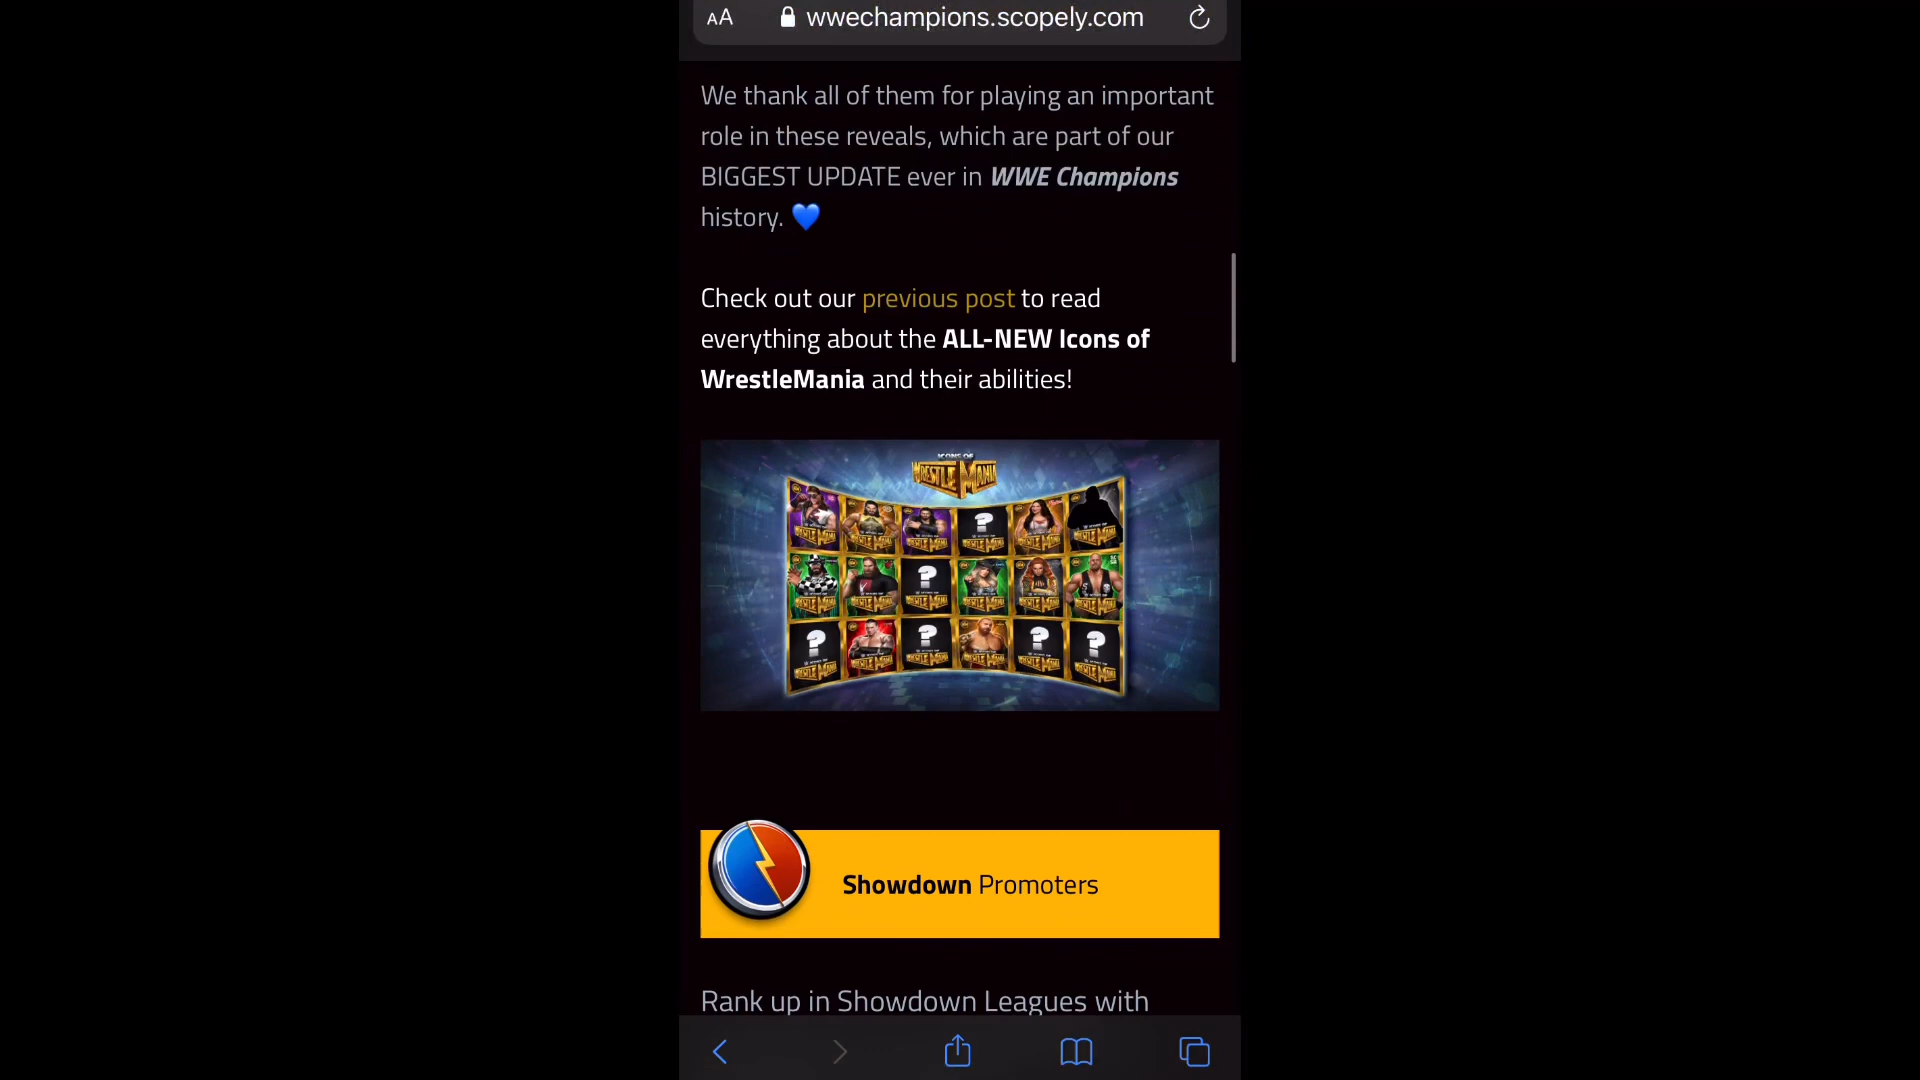 AA wwechampions.scopely.com
We thank all of them for playing an important
role in these reveals, which are part of our
BIGGEST UPDATE ever in WWE Champions
history. 💙
Check out our previous post to read
everything about the ALL-NEW Icons of
WrestleMania and their abilities!
ICONS OF
WRESTLEMANIA
? 
?
? ? ? ?
Showdown Promoters
Rank up in Showdown Leagues with